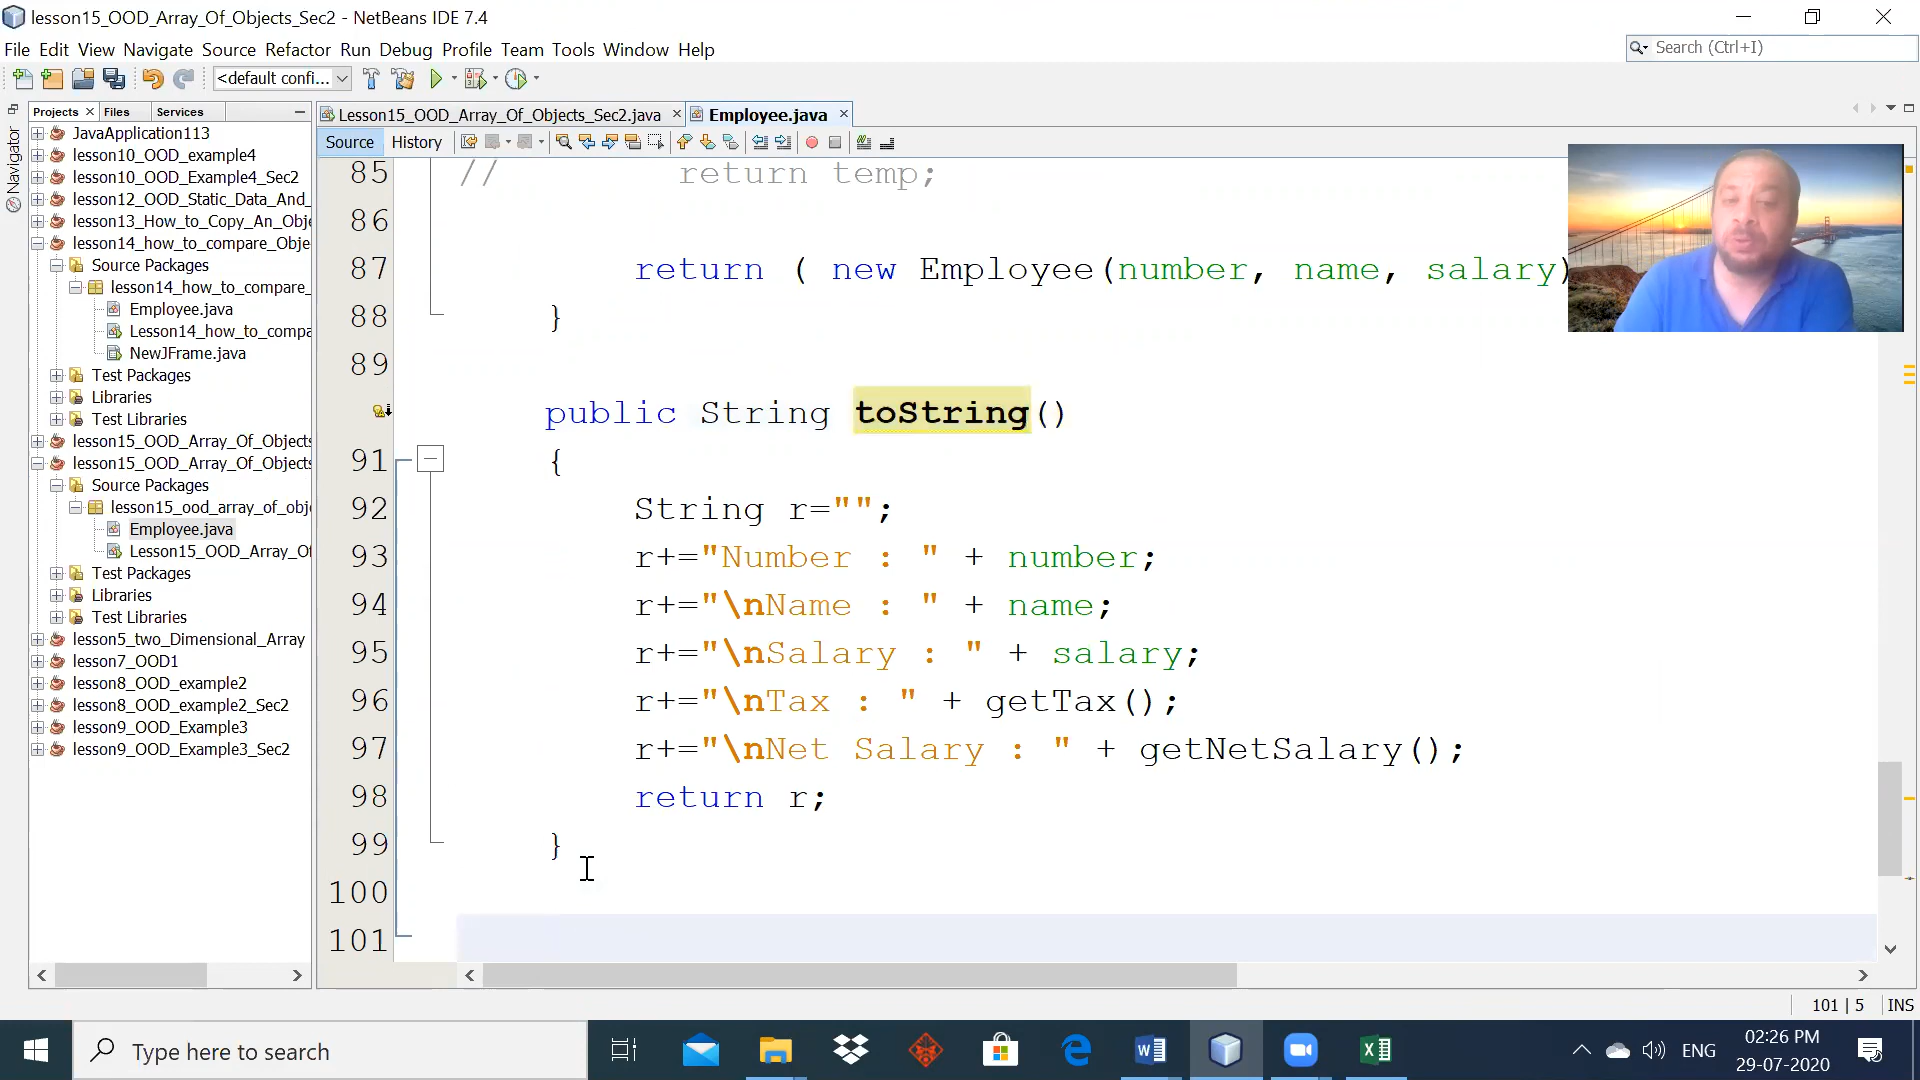 lesson15_OOD_Array_Of_Objects_Sec2 - NetBeans IDE 7.4
File Edit View Navigate Source Refactor Run Debug Profile Team Tools Window Help
Search (Ctrl+I)
<default confi...
Projects Files Services
Navigator
JavaApplication113
lesson10_OOD_example4
lesson10_OOD_Example4_Sec2
lesson12_OOD_Static_Data_And_
lesson13_How_to_Copy_An_Obje
lesson14_how_to_compare_Obje
Source Packages
lesson14_how_to_compare_
Employee.java
Lesson14_how_to_compa
NewJFrame.java
Test Packages
Libraries
Test Libraries
lesson15_OOD_Array_Of_Objects
lesson15_OOD_Array_Of_Objects
Source Packages
lesson15_ood_array_of_obj
Employee.java
Lesson15_OOD_Array_Of
Test Packages
Libraries
Test Libraries
lesson5_two_Dimensional_Array
lesson7_OOD1
lesson8_OOD_example2
lesson8_OOD_example2_Sec2
lesson9_OOD_Example3
lesson9_OOD_Example3_Sec2
Lesson15_OOD_Array_Of_Objects_Sec2.java Employee.java
Source History
85 // return temp;
86
87 return ( new Employee(number, name, salary)
88 }
89
public String toString()
91 {
92 String r="";
93 r+="Number : " + number;
94 r+="\nName : " + name;
95 r+="\nSalary : " + salary;
96 r+="\nTax : " + getTax();
97 r+="\nNet Salary : " + getNetSalary();
98 return r;
99 }
100
101
101 | 5 INS
Type here to search
ENG
02:26 PM
29-07-2020